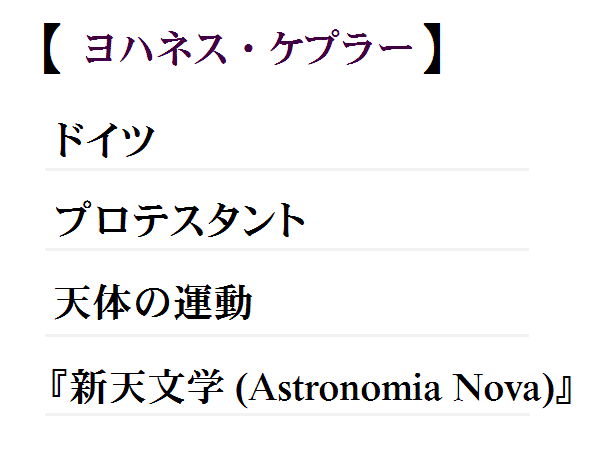 【 ヨハネス・ケプラー 】
ドイツ
プロテスタント
天体の運動
『新天文学 (Astronomia Nova)』